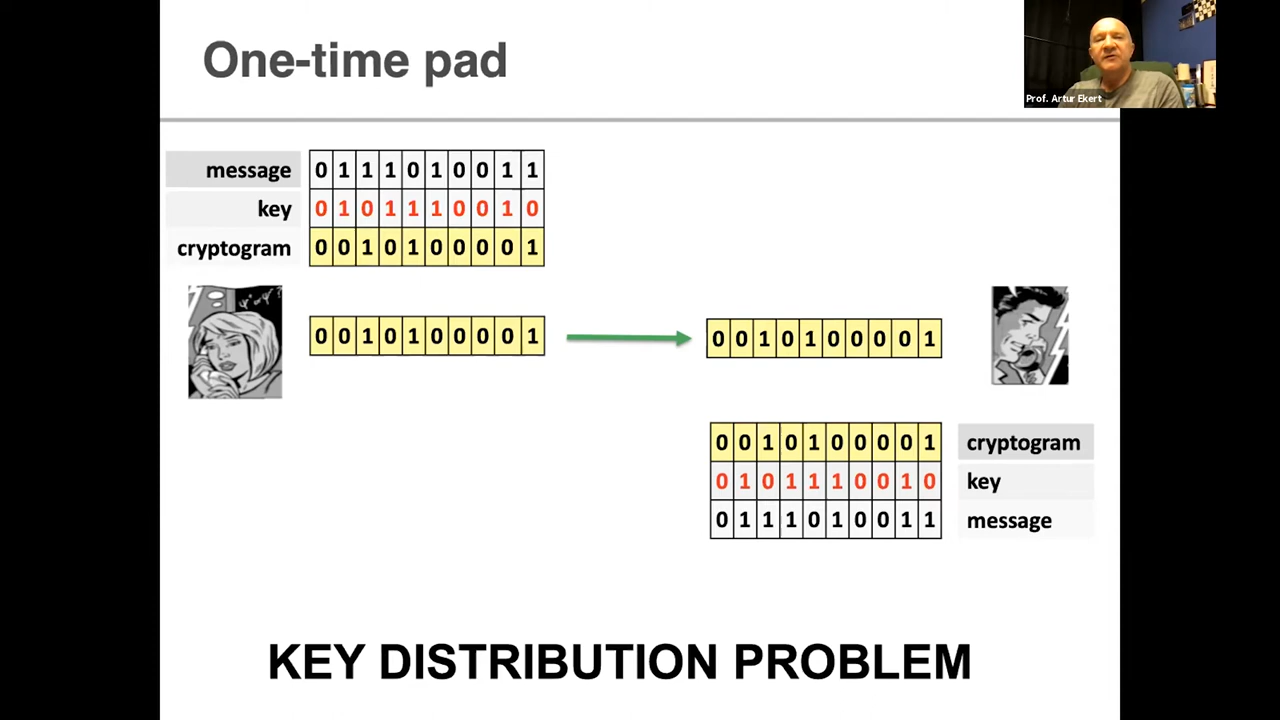 One-time pad
Prof. Artur Ekert
message 0 1 1 1 0 1 0 0 1 1
key 0 1 0 1 1 1 0 0 1 0
cryptogram 0 0 1 0 1 0 0 0 0 1
0 0 1 0 1 0 0 0 0 1
0 0 1 0 1 0 0 0 0 1
0 0 1 0 1 0 0 0 0 1 cryptogram
0 1 0 1 1 1 0 0 1 0 key
0 1 1 1 0 1 0 0 1 1 message
KEY DISTRIBUTION PROBLEM